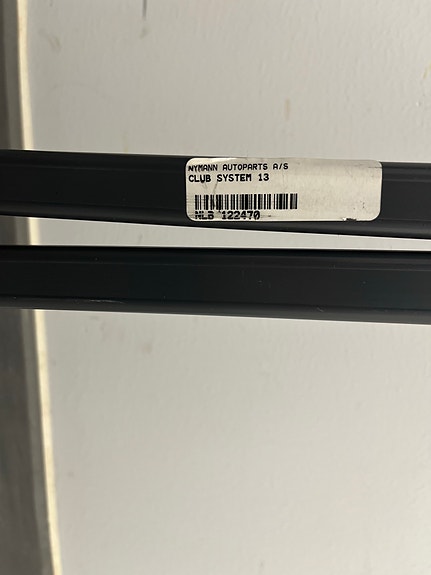 NYMANN AUTOPARTS A/S
CLUB SYSTEM 13
NLB 122470